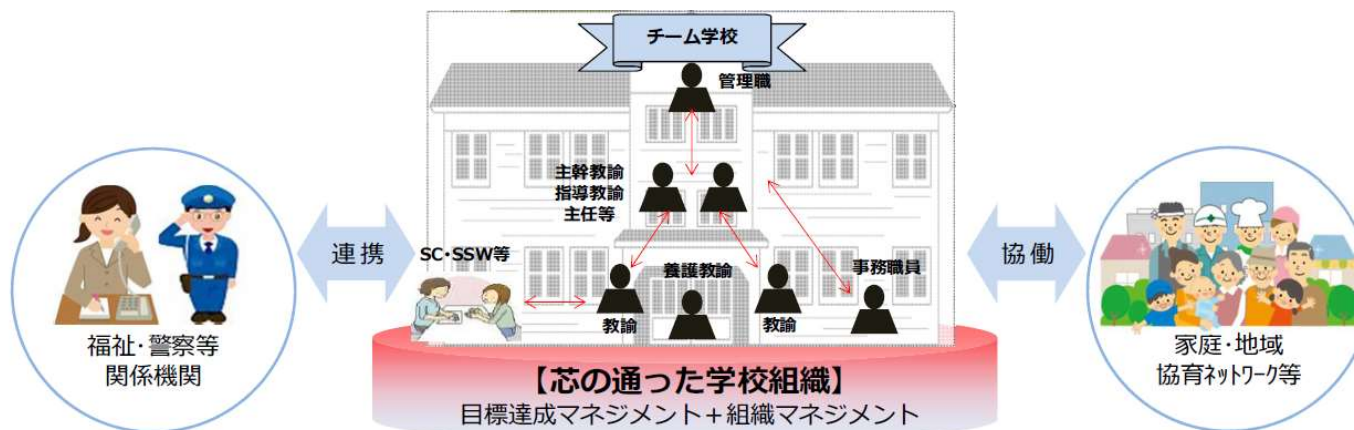 チーム学校
管理職
主幹教諭
指導教諭
主任等
連携
SC・SSW等
養護教諭
事務職員
協働
教諭
教諭
福祉・警察等
関係機関
家庭・地域
協育ネットワーク等
【芯の通った学校組織】
目標達成マネジメント＋組織マネジメント